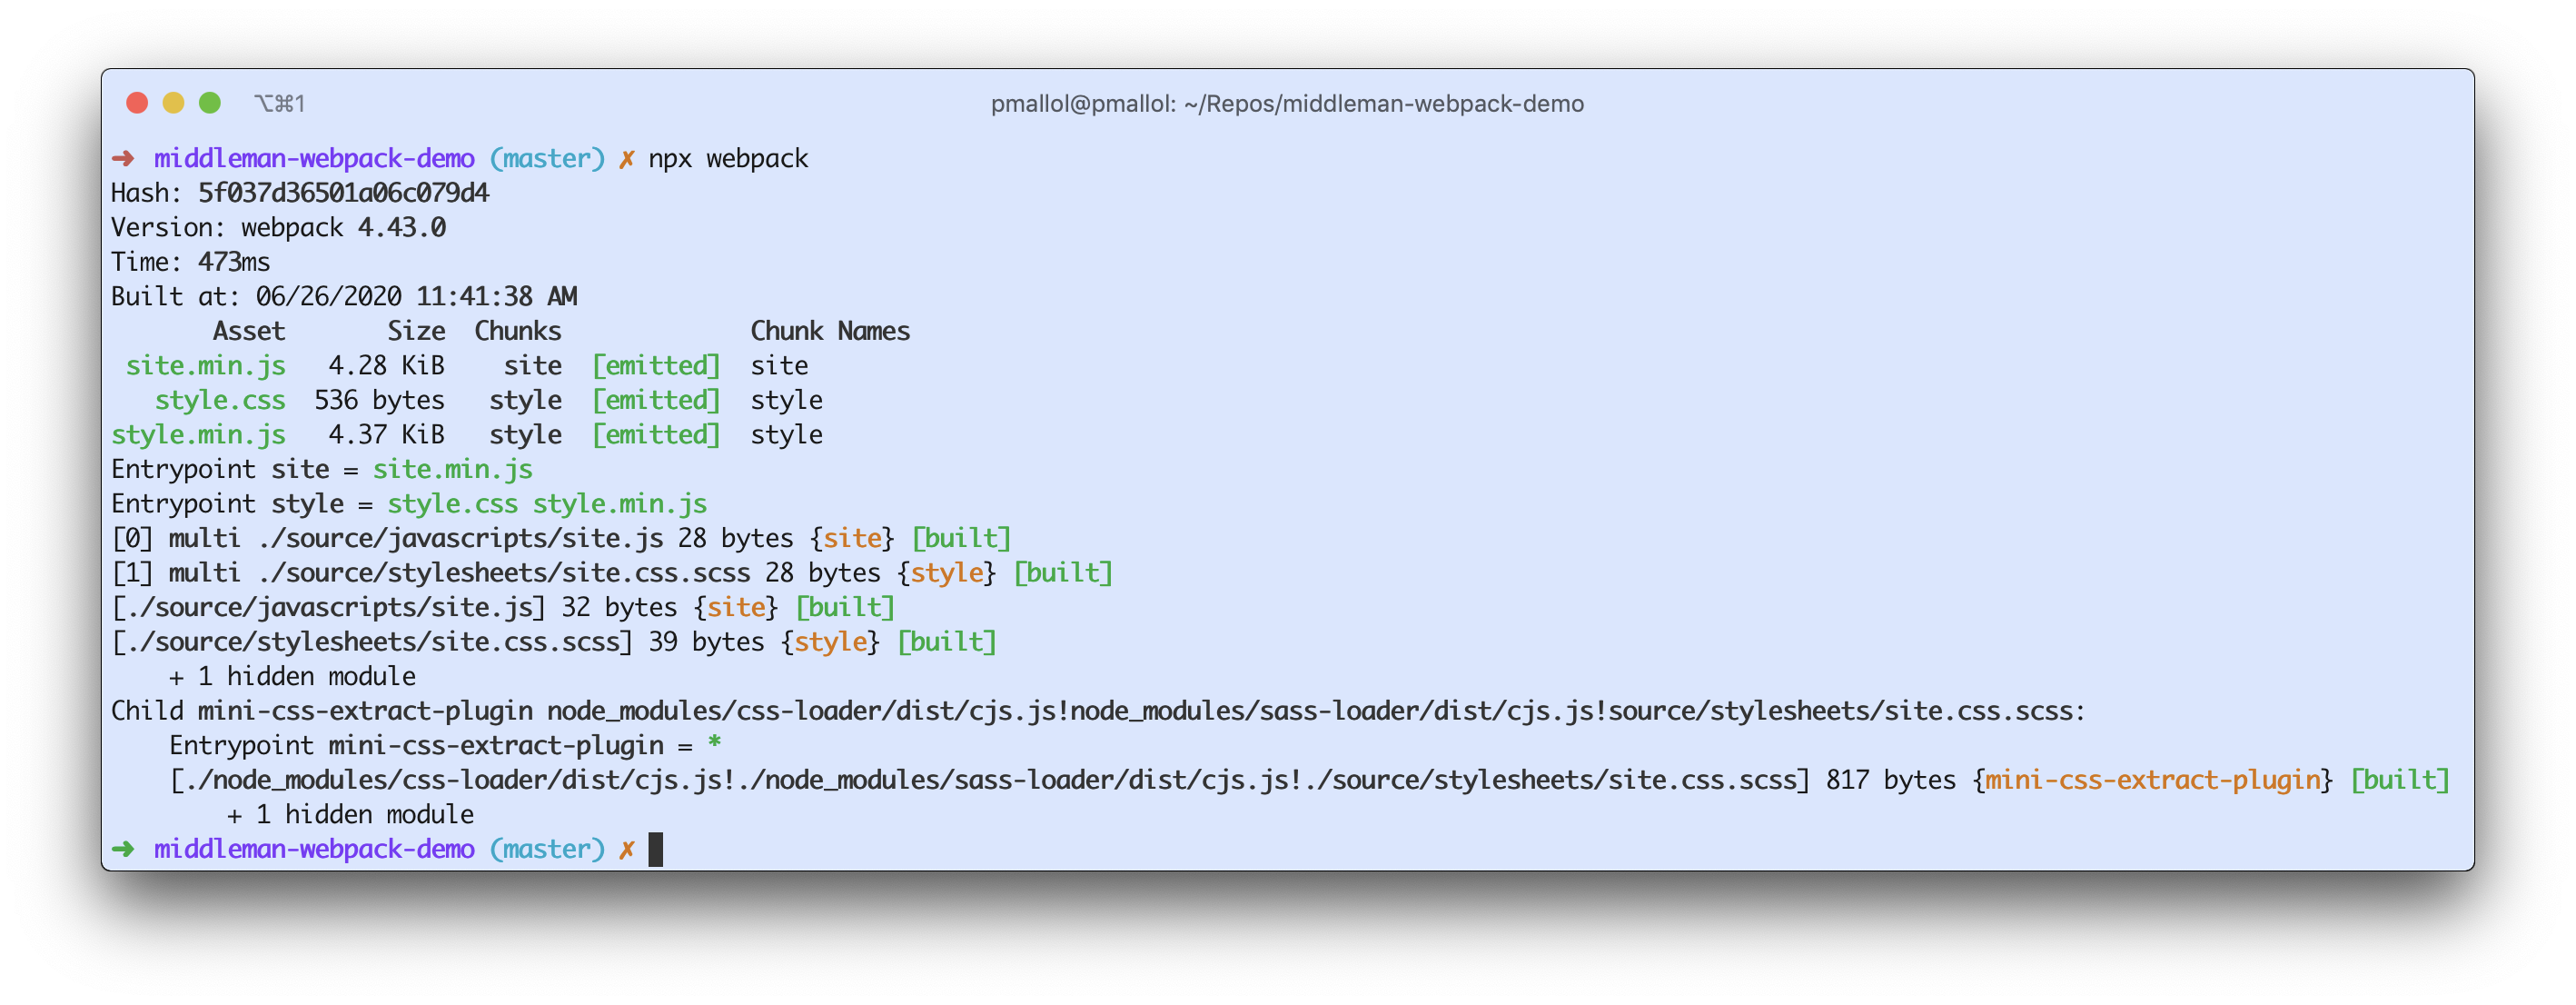 ⌥⌘1 pmallol@pmallol: ~/Repos/middleman-webpack-demo
➜ middleman-webpack-demo (master) ✗ npx webpack
Hash: 5f037d36501a06c079d4
Version: webpack 4.43.0
Time: 473ms
Built at: 06/26/2020 11:41:38 AM
Asset Size Chunks Chunk Names
site.min.js 4.28 KiB site [emitted] site
style.css 536 bytes style [emitted] style
style.min.js 4.37 KiB style [emitted] style
Entrypoint site = site.min.js
Entrypoint style = style.css style.min.js
[0] multi ./source/javascripts/site.js 28 bytes {site} [built]
[1] multi ./source/stylesheets/site.css.scss 28 bytes {style} [built]
[./source/javascripts/site.js] 32 bytes {site} [built]
[./source/stylesheets/site.css.scss] 39 bytes {style} [built]
+ 1 hidden module
Child mini-css-extract-plugin node_modules/css-loader/dist/cjs.js!node_modules/sass-loader/dist/cjs.js!source/stylesheets/site.css.scss:
Entrypoint mini-css-extract-plugin = *
[./node_modules/css-loader/dist/cjs.js!./node_modules/sass-loader/dist/cjs.js!./source/stylesheets/site.css.scss] 817 bytes {mini-css-extract-plugin} [built]
+ 1 hidden module
➜ middleman-webpack-demo (master) ✗